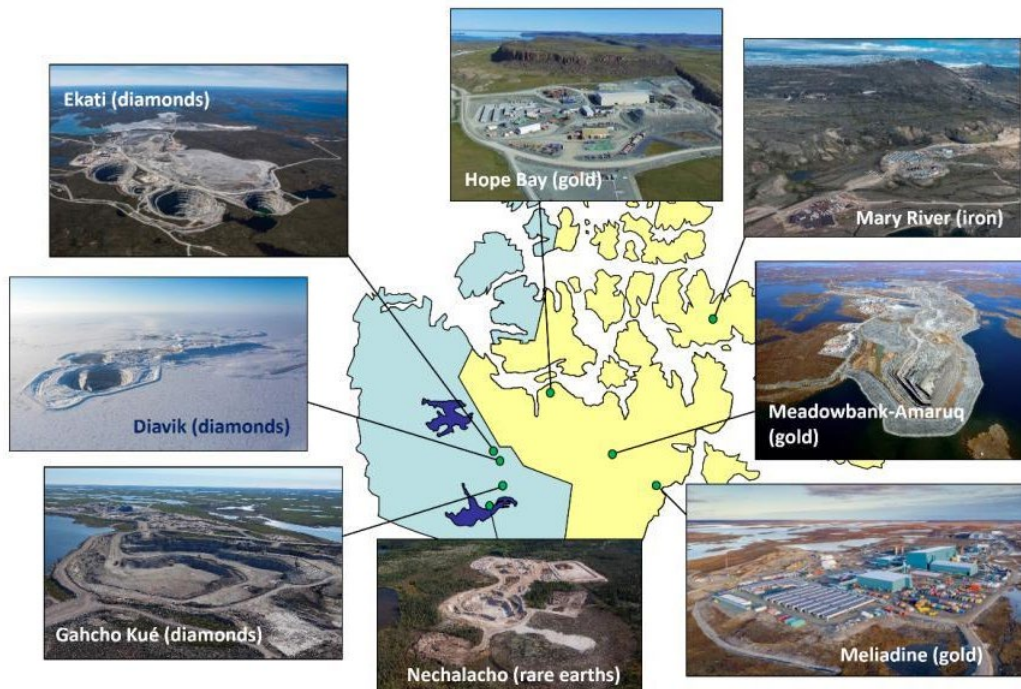 Ekati (diamonds)
Hope Bay (gold)
Mary River (iron)
Diavik (diamonds)
Meadowbank-Amaruq
(gold)
Gahcho Kué (diamonds)
Nechalacho (rare earths)
Meliadine (gold)